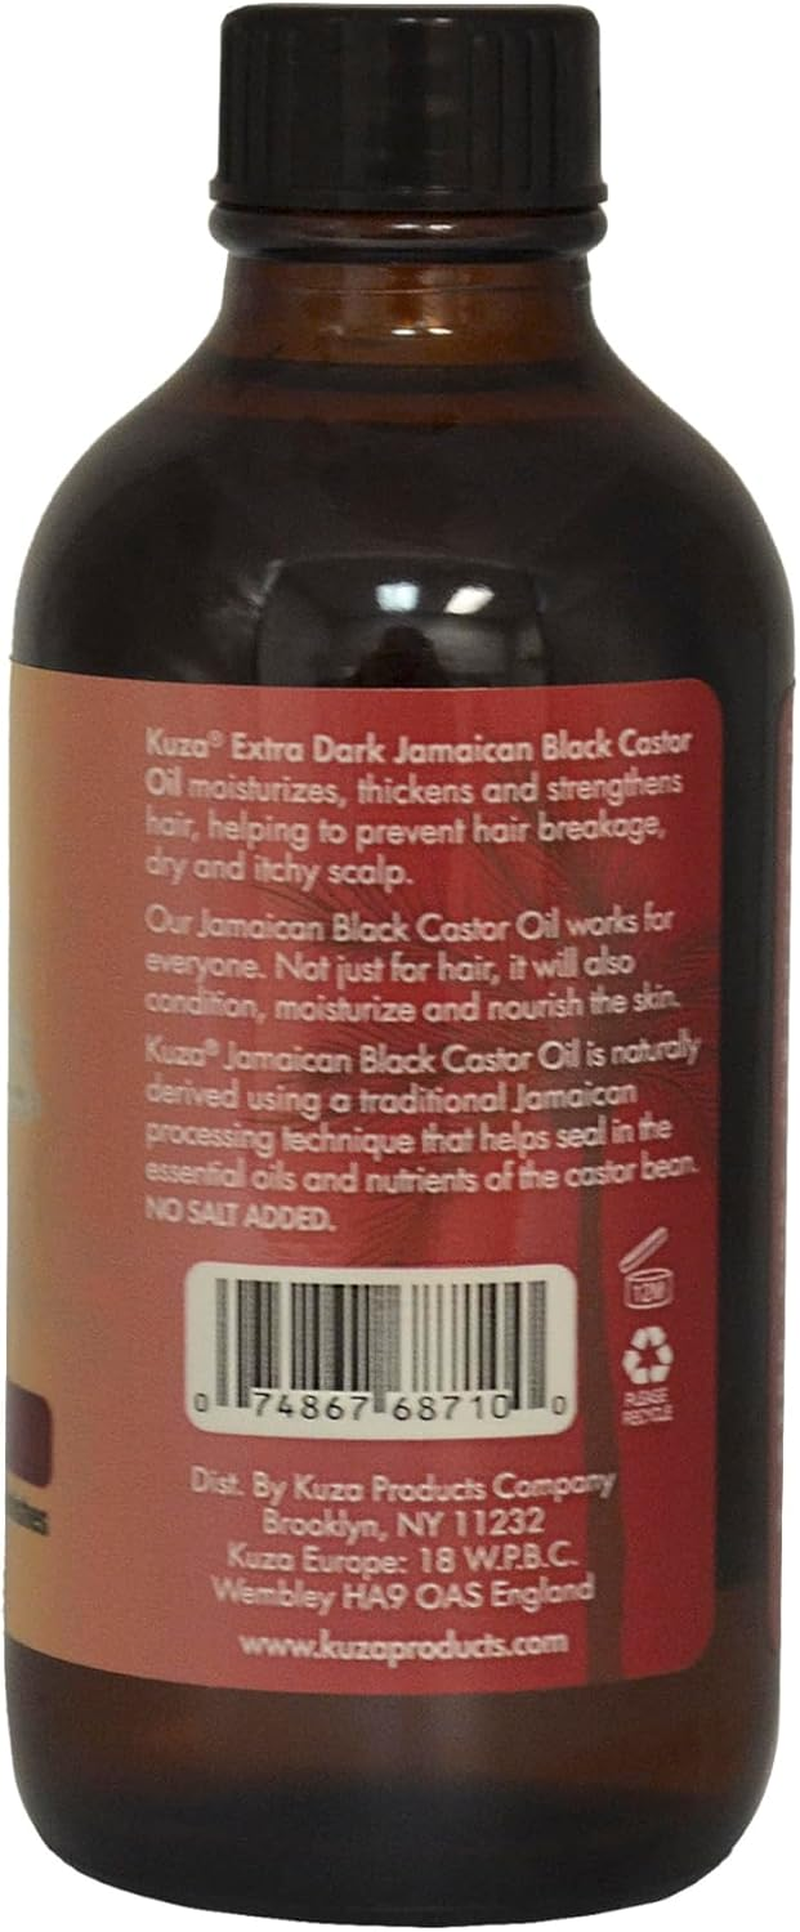 Kuza® Extra Dark Jamaican Black Castor
Oil moisturizes, thickens and strengthens
hair, helping to prevent hair breakage,
dry and itchy scalp.
Our Jamaican Black Castor Oil works for
everyone. Not just for hair, it will also
condition, moisturize and nourish the skin.
Kuza® Jamaican Black Castor Oil is naturally
derived using a traditional Jamaican
processing technique that helps seal in the
essential oils and nutrients of the castor bean.
NO SALT ADDED.
12M
0 74867 68710 0
PLEASE
RECYCLE
Dist. By Kuza Products Company
Brooklyn, NY 11232
Kuza Europe: 18 W.P.B.C.
Wembley HA9 OAS England
www.kuzaproducts.com